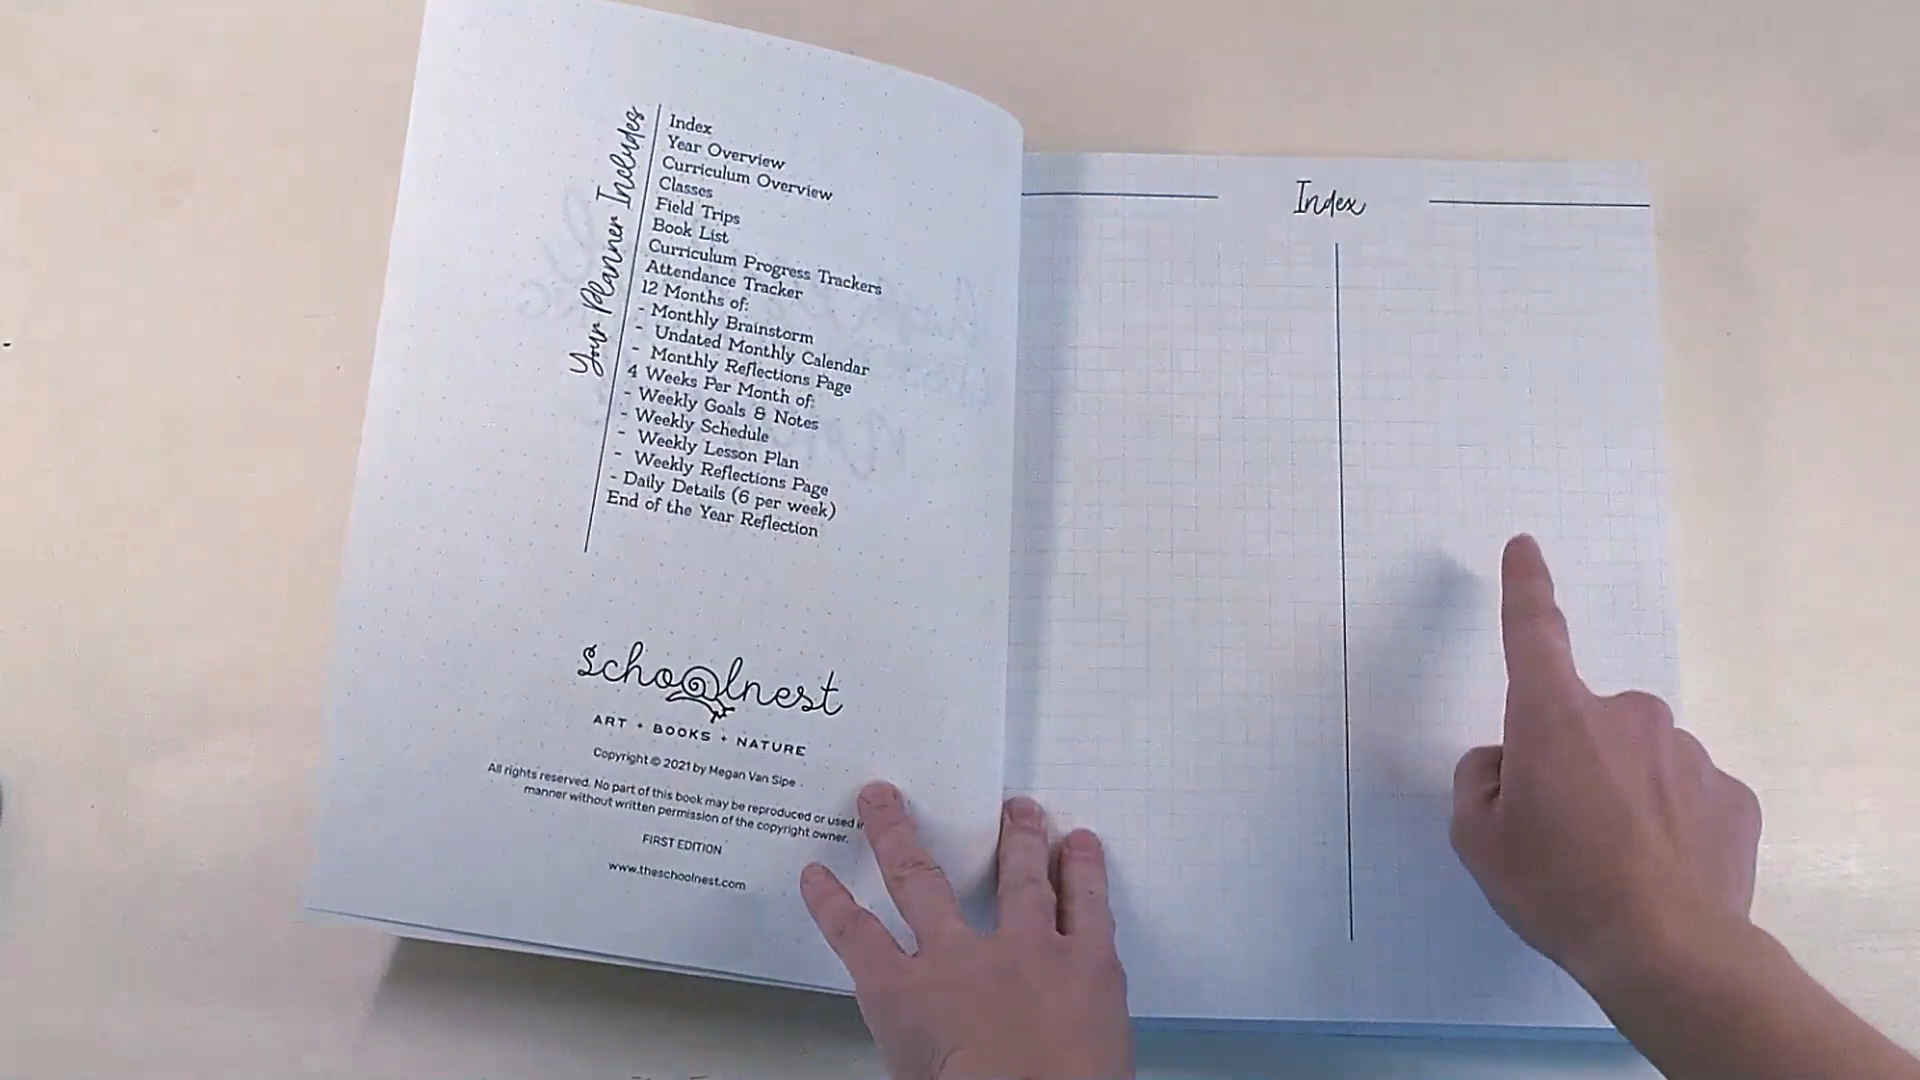 Your Planner Includes
Index
Year Overview
Curriculum Overview
Classes
Field Trips
Book List
Curriculum Progress Trackers
Attendance Tracker
12 Months of:
- Monthly Brainstorm
- Undated Monthly Calendar
- Monthly Reflections Page
4 Weeks Per Month of:
- Weekly Goals & Notes
- Weekly Schedule
- Weekly Lesson Plan
- Weekly Reflections Page
- Daily Details (6 per week)
End of the Year Reflection
schoolnest
ART + BOOKS + NATURE
Copyright © 2021 by Megan Van Sipe
All rights reserved. No part of this book may be reproduced or used
manner without written permission of the copyright owner.
FIRST EDITION
www.theschoolnest.com
Index